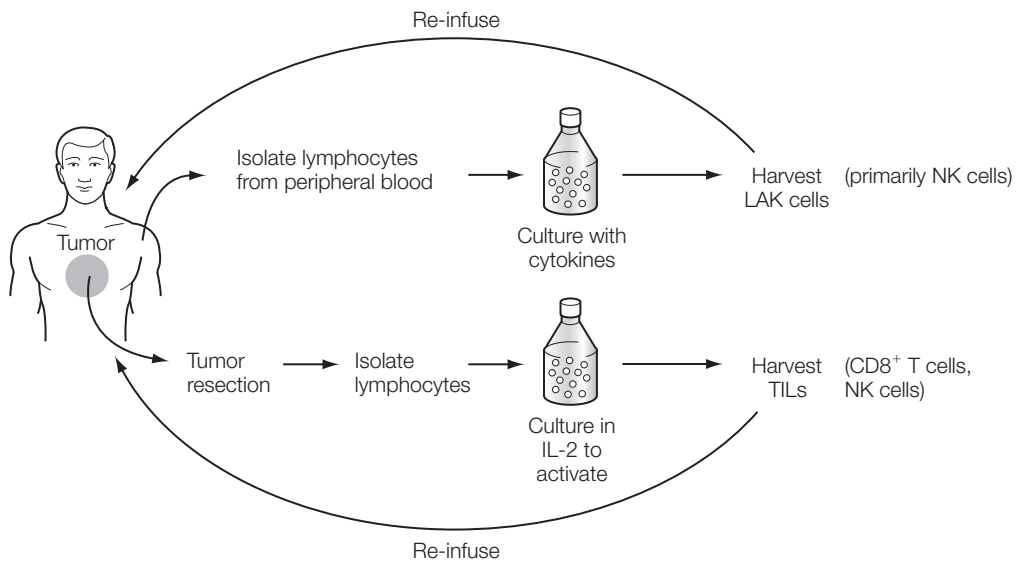 Re-infuse
Isolate lymphocytes
from peripheral blood
Culture with
cytokines
Harvest
LAK cells
(primarily NK cells)
Tumor
Tumor
resection
Isolate
lymphocytes
Culture in
IL-2 to
activate
Harvest
TILs
(CD8⁺ T cells,
NK cells)
Re-infuse